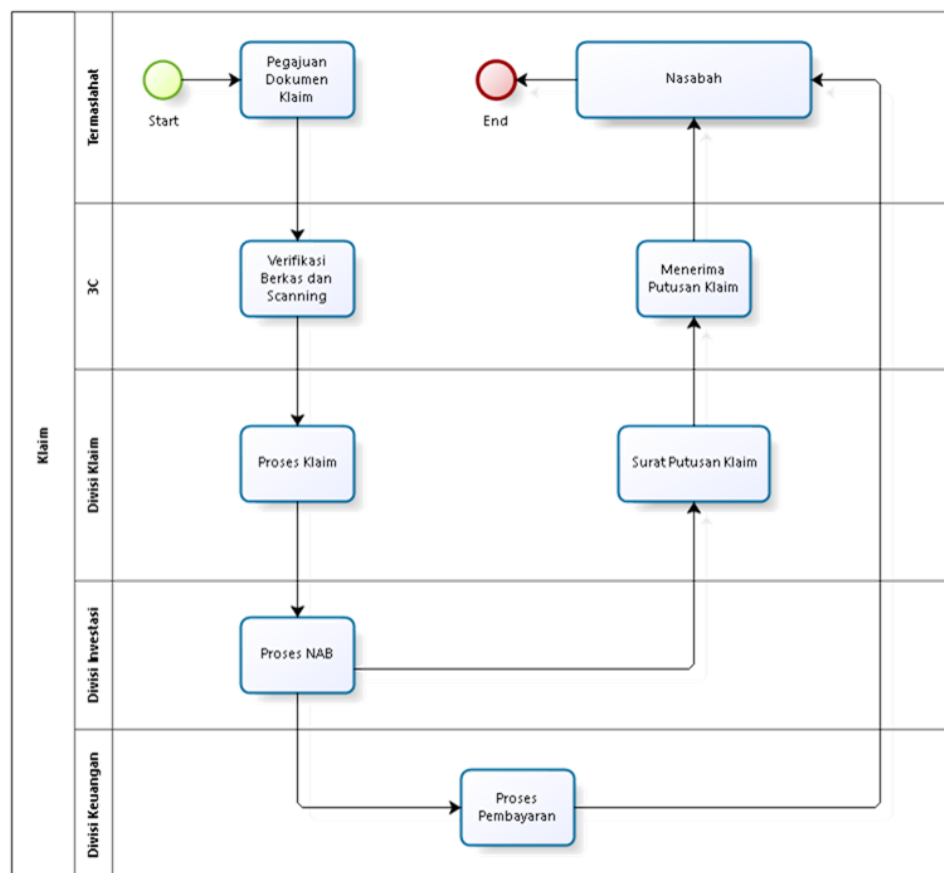 Klaim
Termaslahat
Start
Pegajuan
Dokumen
Klaim
End
Nasabah
3C
Verifikasi
Berkas dan
Scanning
Menerima
Putusan Klaim
Divisi Klaim
Proses Klaim
Surat Putusan Klaim
Divisi Investasi
Proses NAB
Divisi Keuangan
Proses
Pembayaran